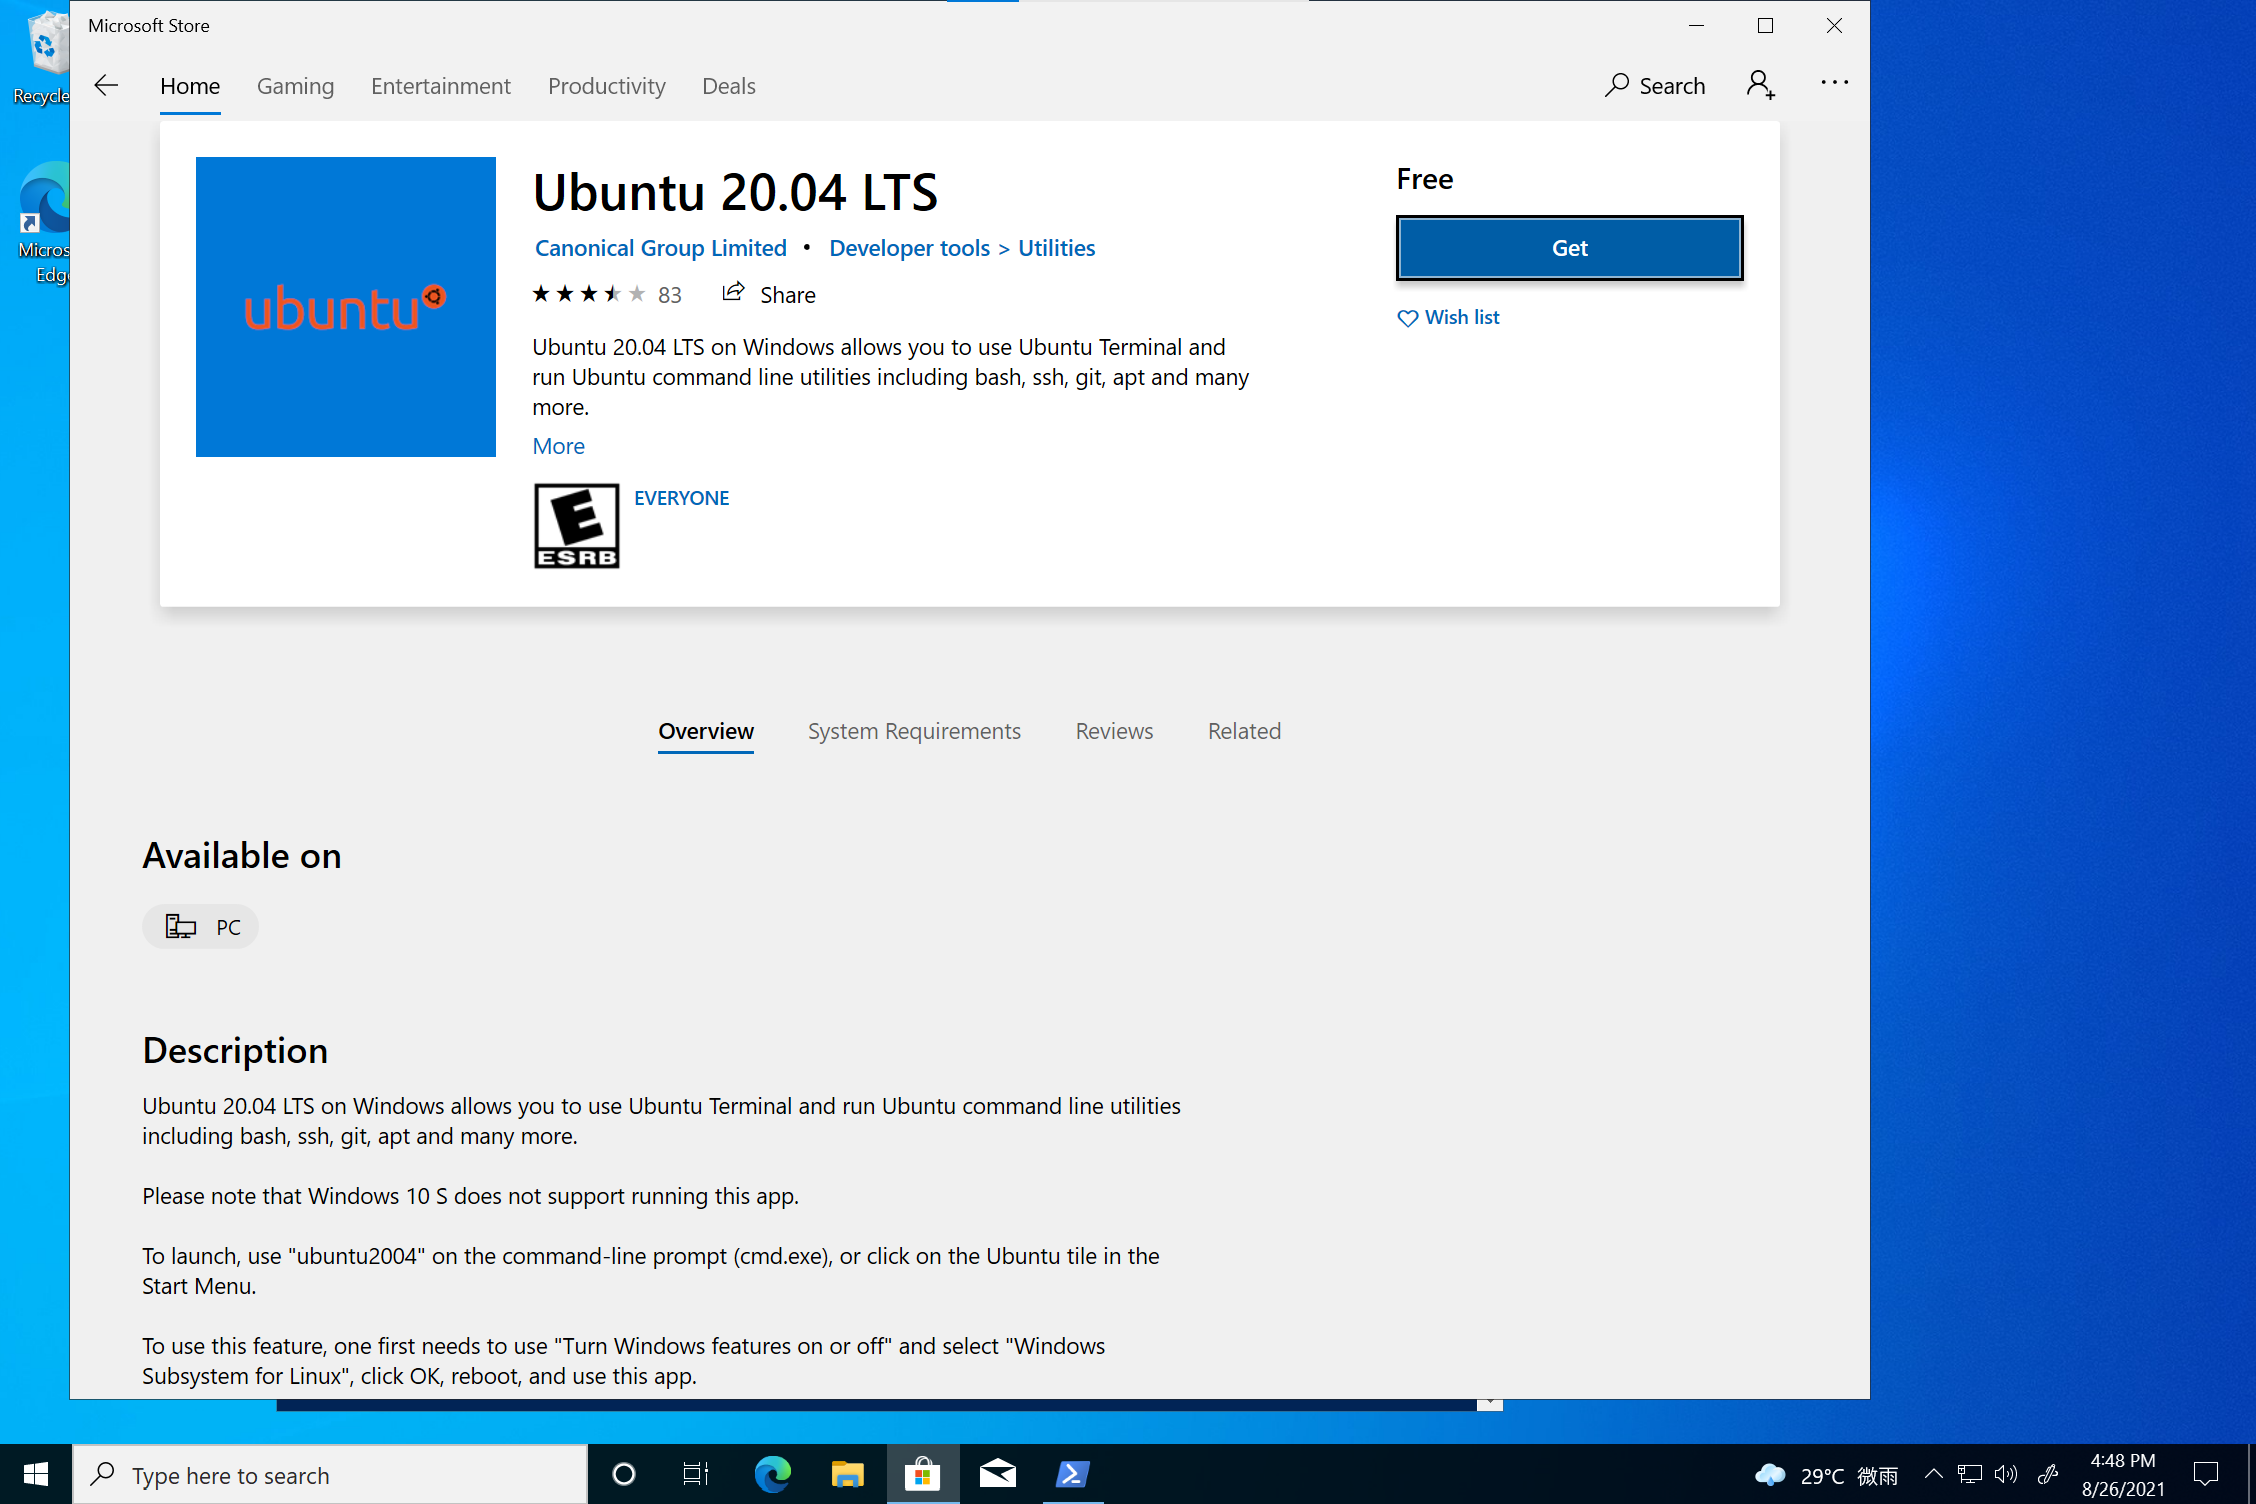 Recycle
Micros
Edg
Microsoft Store
Home
Gaming
Entertainment
Productivity
Deals
Search
ubuntu
Ubuntu 20.04 LTS
Canonical Group Limited • Developer tools > Utilities
83
Share
Ubuntu 20.04 LTS on Windows allows you to use Ubuntu Terminal and
run Ubuntu command line utilities including bash, ssh, git, apt and many
more.
More
E
ESRB
EVERYONE
Free
Get
Wish list
Overview
System Requirements
Reviews
Related
Available on
PC
Description
Ubuntu 20.04 LTS on Windows allows you to use Ubuntu Terminal and run Ubuntu command line utilities
including bash, ssh, git, apt and many more.
Please note that Windows 10 S does not support running this app.
To launch, use "ubuntu2004" on the command-line prompt (cmd.exe), or click on the Ubuntu tile in the
Start Menu.
To use this feature, one first needs to use "Turn Windows features on or off" and select "Windows
Subsystem for Linux", click OK, reboot, and use this app.
Type here to search
29°C 微雨
4:48 PM
8/26/2021